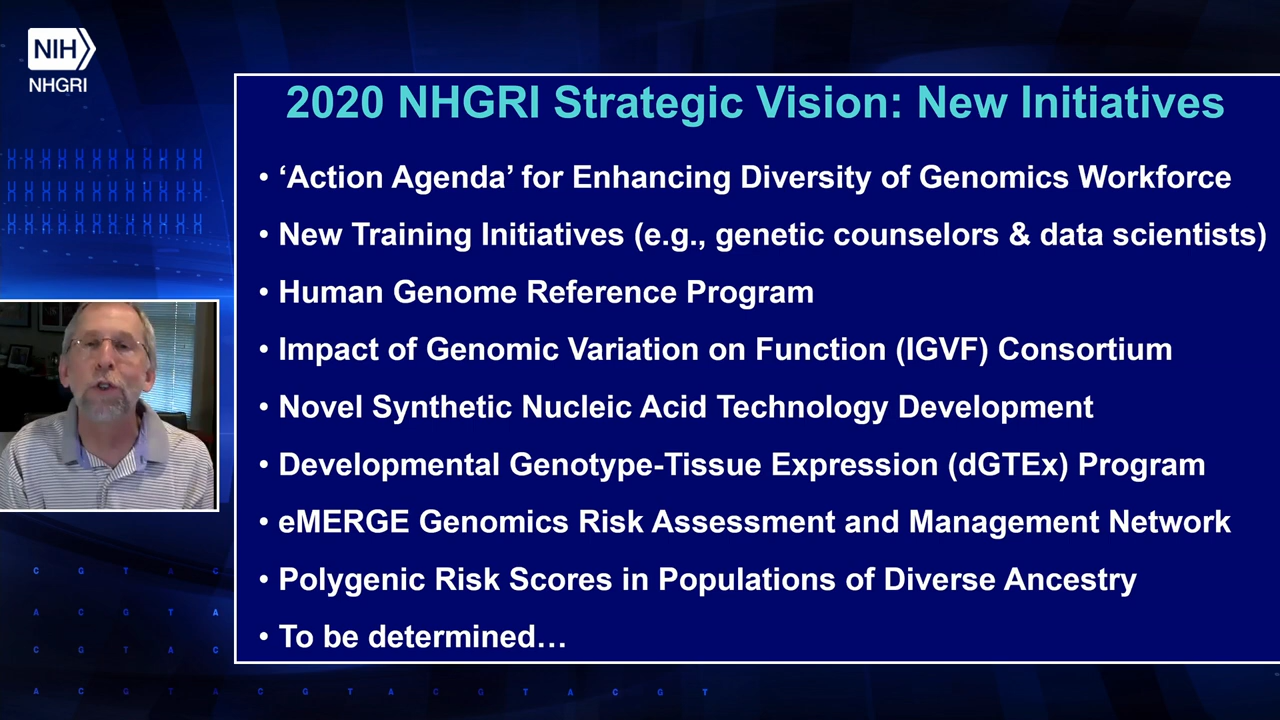 NIH
NHGRI
2020 NHGRI Strategic Vision: New Initiatives
• ‘Action Agenda’ for Enhancing Diversity of Genomics Workforce
• New Training Initiatives (e.g., genetic counselors & data scientists)
• Human Genome Reference Program
• Impact of Genomic Variation on Function (IGVF) Consortium
• Novel Synthetic Nucleic Acid Technology Development
• Developmental Genotype-Tissue Expression (dGTEx) Program
• eMERGE Genomics Risk Assessment and Management Network
• Polygenic Risk Scores in Populations of Diverse Ancestry
• To be determined…
C G T A C
A C G T A
C G T A C
A C G T A C G T A C G T A C G T